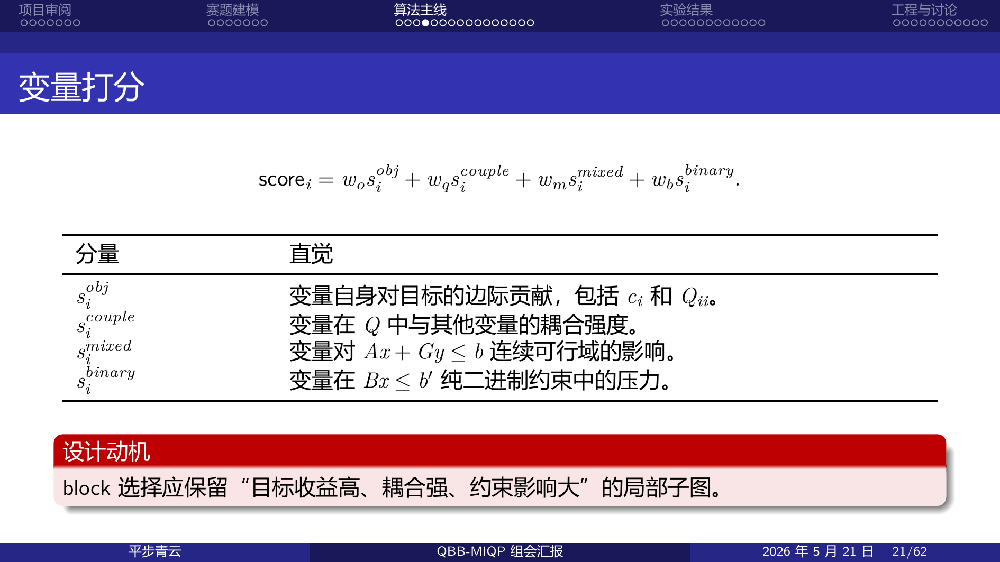 项目审阅 赛题建模 算法主线 实验结果 工程与讨论
变量打分
score_i = w_o s_i^{obj} + w_q s_i^{couple} + w_m s_i^{mixed} + w_b s_i^{binary}.
分量 直觉
s_i^{obj} 变量自身对目标的边际贡献，包括 c_i 和 Q_{ii}。
s_i^{couple} 变量在 Q 中与其他变量的耦合强度。
s_i^{mixed} 变量对 Ax + Gy ≤ b 连续可行域的影响。
s_i^{binary} 变量在 Bx ≤ b′ 纯二进制约束中的压力。
设计动机
block 选择应保留“目标收益高、耦合强、约束影响大”的局部子图。
平步青云 QBB-MIQP 组会汇报 2026 年 5 月 21 日 21/62